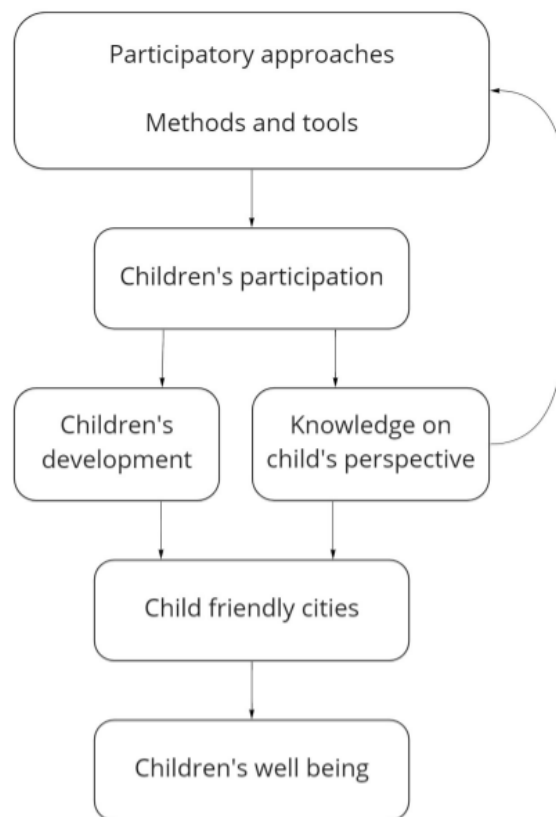 Participatory approaches
Methods and tools
Children's participation
Children's
development
Knowledge on
child's perspective
Child friendly cities
Children's well being